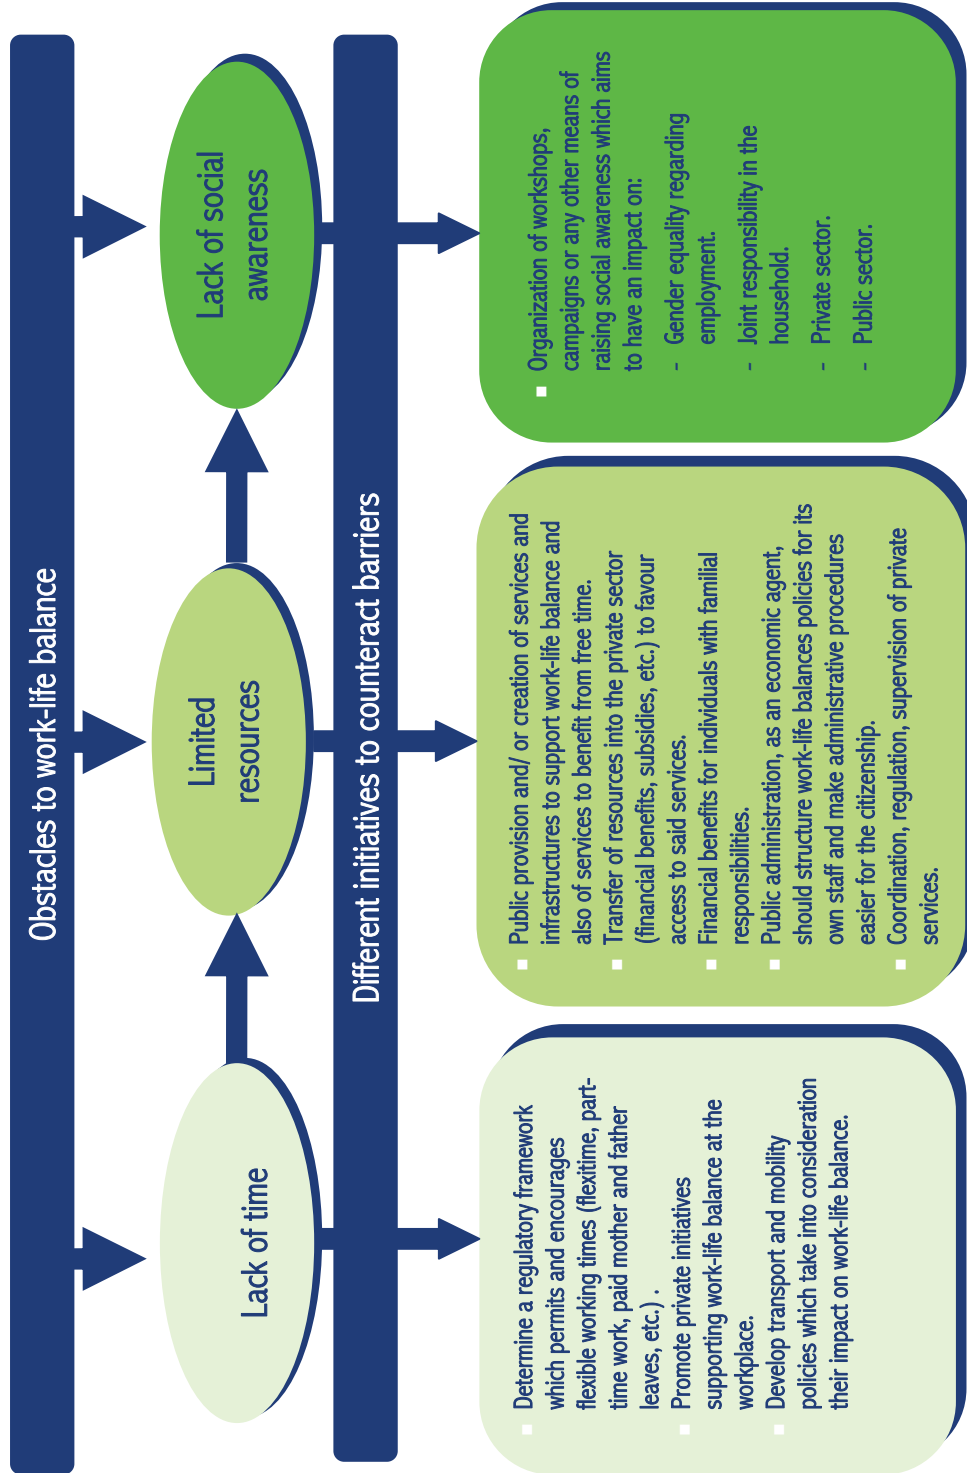 Obstacles to work-life balance
Lack of time
Limited
resources
Lack of social
awareness
Different initiatives to counteract barriers
▪ Determine a regulatory framework
which permits and encourages
flexible working times (flexitime, part-
time work, paid mother and father
leaves, etc.) .
▪ Promote private initiatives
supporting work-life balance at the
workplace.
▪ Develop transport and mobility
policies which take into consideration
their impact on work-life balance.
▪ Public provision and/ or creation of services and
infrastructures to support work-life balance and
also of services to benefit from free time.
▪ Transfer of resources into the private sector
(financial benefits, subsidies, etc.) to favour
access to said services.
▪ Financial benefits for individuals with familial
responsibilities.
▪ Public administration, as an economic agent,
should structure work-life balances policies for its
own staff and make administrative procedures
easier for the citizenship.
▪ Coordination, regulation, supervision of private
services.
▪ Organization of workshops,
campaigns or any other means of
raising social awareness which aims
to have an impact on:
- Gender equality regarding
employment.
- Joint responsibility in the
household.
- Private sector.
- Public sector.